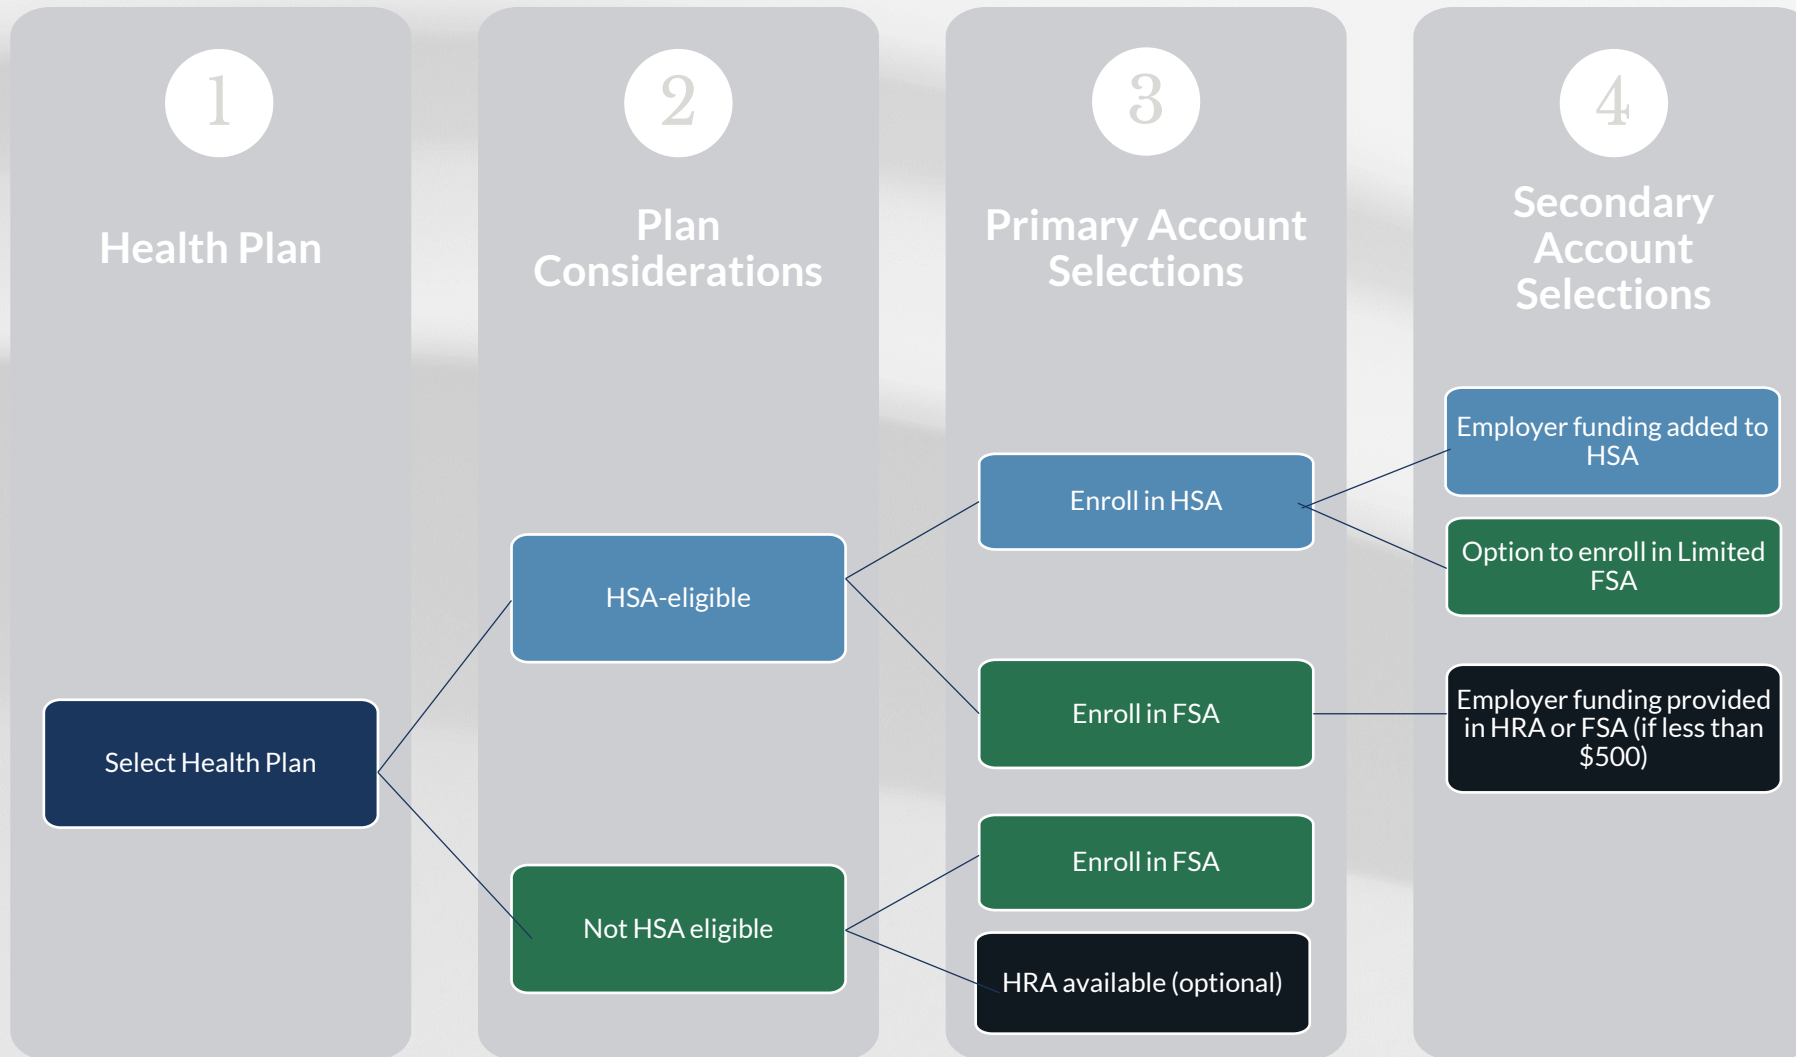 1
Health Plan
Select Health Plan
2
Plan
Considerations
HSA-eligible
Not HSA eligible
3
Primary Account
Selections
Enroll in HSA
Enroll in FSA
Enroll in FSA
HRA available (optional)
4
Secondary
Account
Selections
Employer funding added to
HSA
Option to enroll in Limited
FSA
Employer funding provided
in HRA or FSA (if less than
$500)